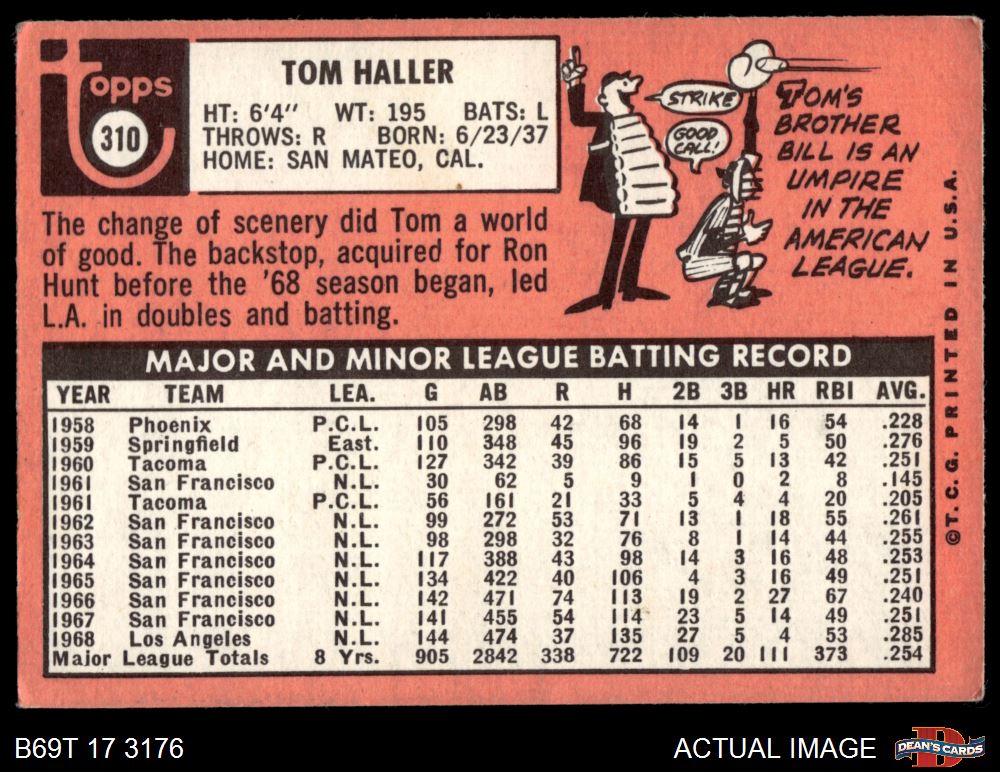 Topps
310
TOM HALLER
HT: 6'4" WT: 195 BATS: L
THROWS: R BORN: 6/23/37
HOME: SAN MATEO, CAL.
STRIKE
GOOD
CALL!
TOM'S
BROTHER
BILL IS AN
UMPIRE
IN THE
AMERICAN
LEAGUE.
The change of scenery did Tom a world
of good. The backstop, acquired for Ron
Hunt before the '68 season began, led
L.A. in doubles and batting.
MAJOR AND MINOR LEAGUE BATTING RECORD
YEAR TEAM LEA. G AB R H 2B 3B HR RBI AVG.
1958 Phoenix P.C.L. 105 298 42 68 14 1 16 54 .228
1959 Springfield East. 110 348 45 96 19 2 5 50 .276
1960 Tacoma P.C.L. 127 342 39 86 15 5 13 42 .251
1961 San Francisco N.L. 30 62 5 9 1 0 2 8 .145
1961 Tacoma P.C.L. 56 161 21 33 5 4 4 20 .205
1962 San Francisco N.L. 99 272 53 71 13 1 18 55 .261
1963 San Francisco N.L. 98 298 32 76 8 1 14 44 .255
1964 San Francisco N.L. 117 388 43 98 14 3 16 48 .253
1965 San Francisco N.L. 134 422 40 106 4 3 16 49 .251
1966 San Francisco N.L. 142 471 74 113 19 2 27 67 .240
1967 San Francisco N.L. 141 455 54 114 23 5 14 49 .251
1968 Los Angeles N.L. 144 474 37 135 27 5 4 53 .285
Major League Totals 8 Yrs. 905 2842 338 722 109 20 111 373 .254
©T.C.G. PRINTED IN U.S.A.
B69T 17 3176
ACTUAL IMAGE
D
DEAN'S CARDS